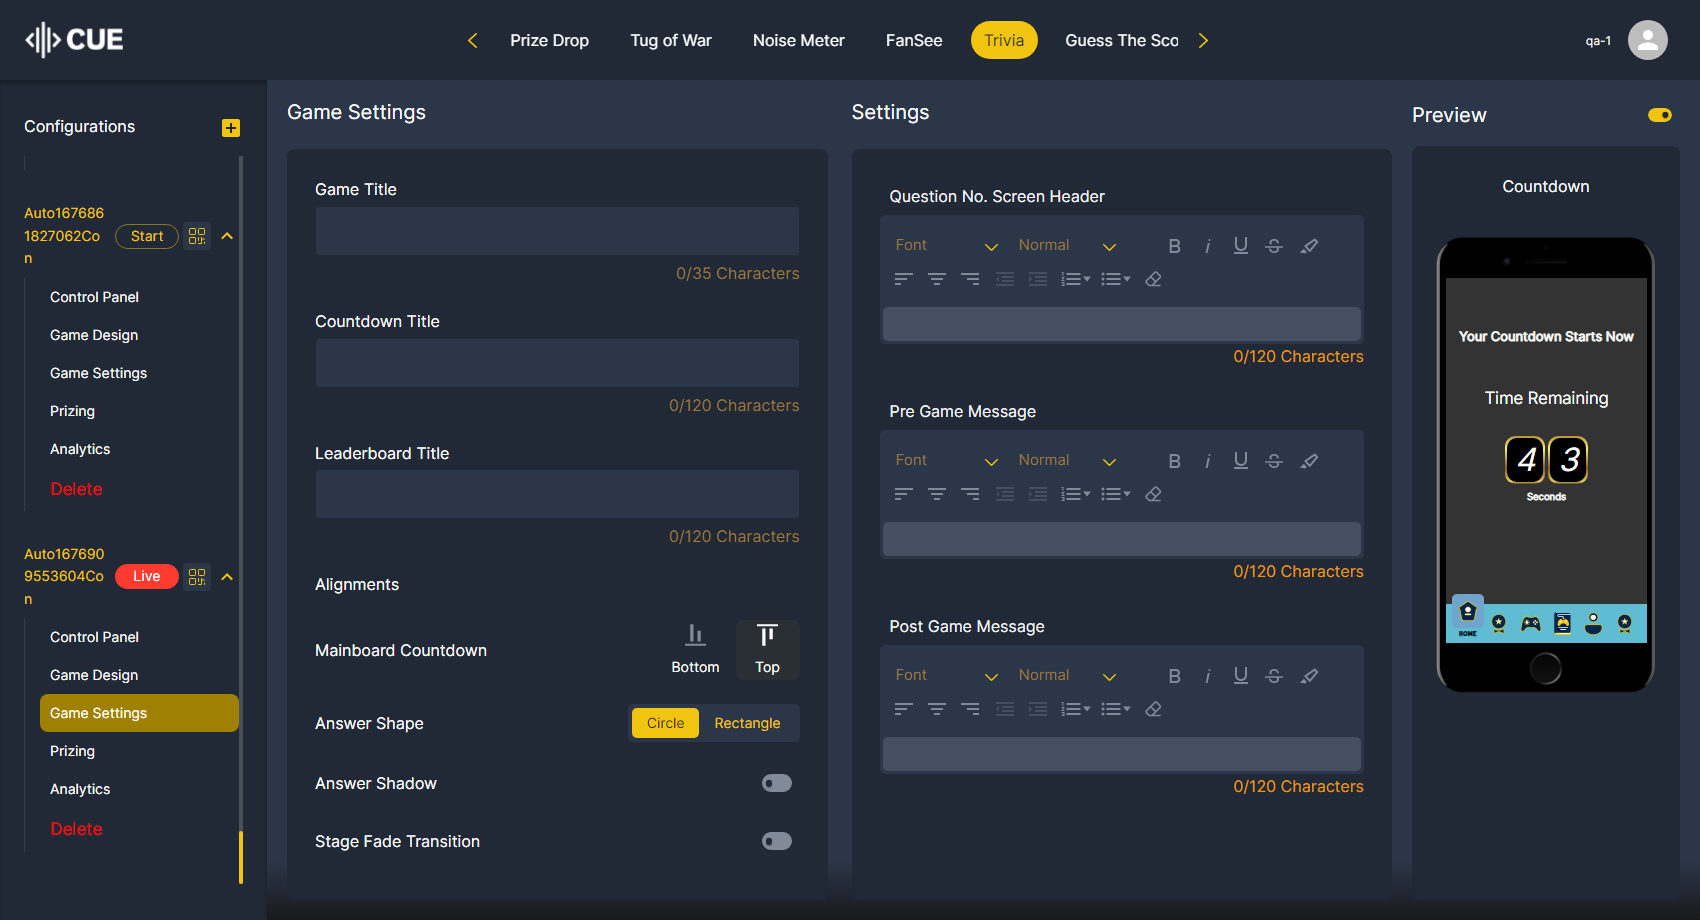 CUE
Prize Drop
Tug of War
Noise Meter
FanSee
Trivia
Guess The Sco
qa-1
Configurations
Auto167686
1827062Co
n
Start
Control Panel
Game Design
Game Settings
Prizing
Analytics
Delete
Auto167690
9553604Co
n
Live
Control Panel
Game Design
Game Settings
Prizing
Analytics
Delete
Game Settings
Game Title
0/35 Characters
Countdown Title
0/120 Characters
Leaderboard Title
0/120 Characters
Alignments
Mainboard Countdown
Bottom
Top
Answer Shape
Circle
Rectangle
Answer Shadow
Stage Fade Transition
Settings
Question No. Screen Header
Font
Normal
B i U S
0/120 Characters
Pre Game Message
Font
Normal
B i U S
0/120 Characters
Post Game Message
Font
Normal
B i U S
0/120 Characters
Preview
Countdown
Your Countdown Starts Now
Time Remaining
4 3
Seconds
HOME